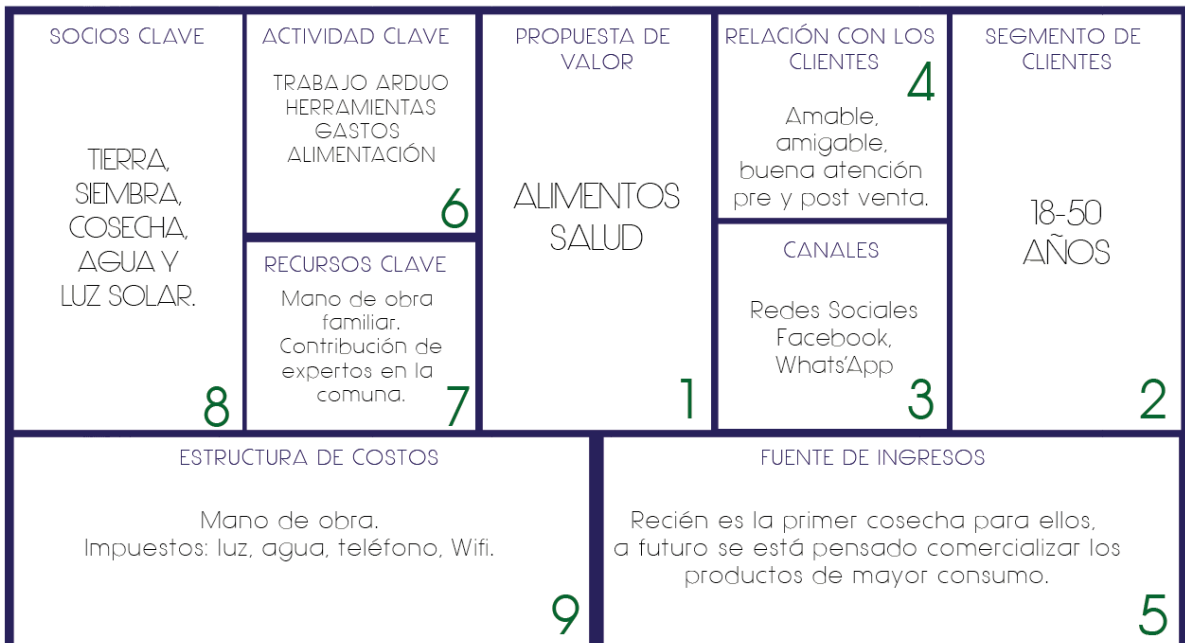 SOCIOS CLAVE
TIERRA,
SIEMBRA,
COSECHA,
AGUA Y
LUZ SOLAR.
8
ACTIVIDAD CLAVE
TRABAJO ARDUO
HERRAMIENTAS
GASTOS
ALIMENTACIÓN
6
RECURSOS CLAVE
Mano de obra
familiar.
Contribución de
expertos en la
comuna.
7
PROPUESTA DE
VALOR
ALIMENTOS
SALUD
1
RELACIÓN CON LOS
CLIENTES
4
Amable,
amigable,
buena atención
pre y post venta.
CANALES
Redes Sociales
Facebook,
Whats'App
3
SEGMENTO DE
CLIENTES
18-50
AÑOS
2
ESTRUCTURA DE COSTOS
Mano de obra.
Impuestos: luz, agua, teléfono, Wifi.
9
FUENTE DE INGRESOS
Recién es la primer cosecha para ellos,
a futuro se está pensado comercializar los
productos de mayor consumo.
5